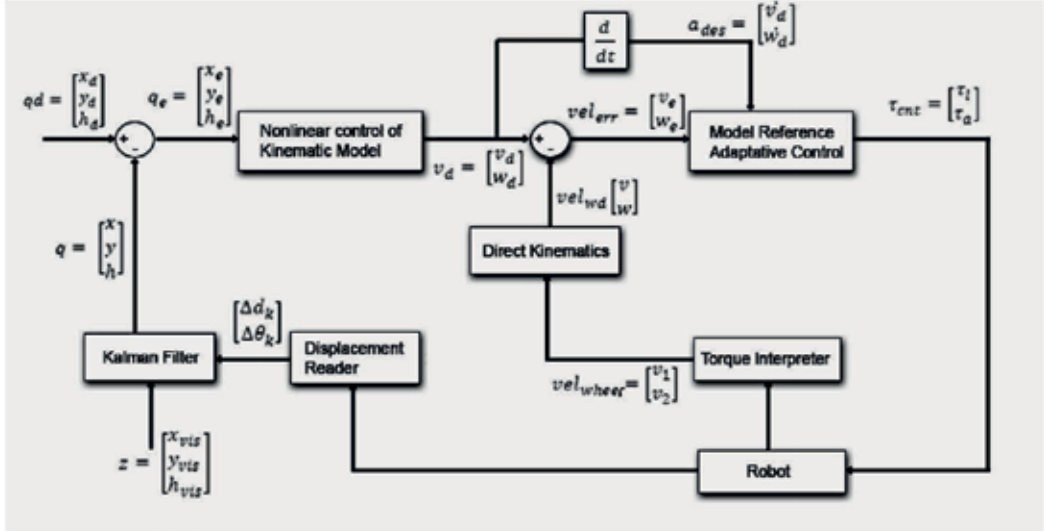 d
dt
a_des = [v̇_d
ẇ_d]
qd = [x_d
y_d
h_d]
q_e = [x_e
y_e
h_e]
+
-
Nonlinear control of
Kinematic Model
v_d = [v_d
w_d]
+
-
vel_err = [v_e
w_e]
Model Reference
Adaptative Control
τ_cnt = [τ_l
τ_a]
vel_wd [v
w]
q = [x
y
h]
Direct Kinematics
[Δd_k
Δθ_k]
Kalman Filter
Displacement
Reader
Torque Interpreter
vel_wheer = [v_1
v_2]
z = [x_vis
y_vis
h_vis]
Robot